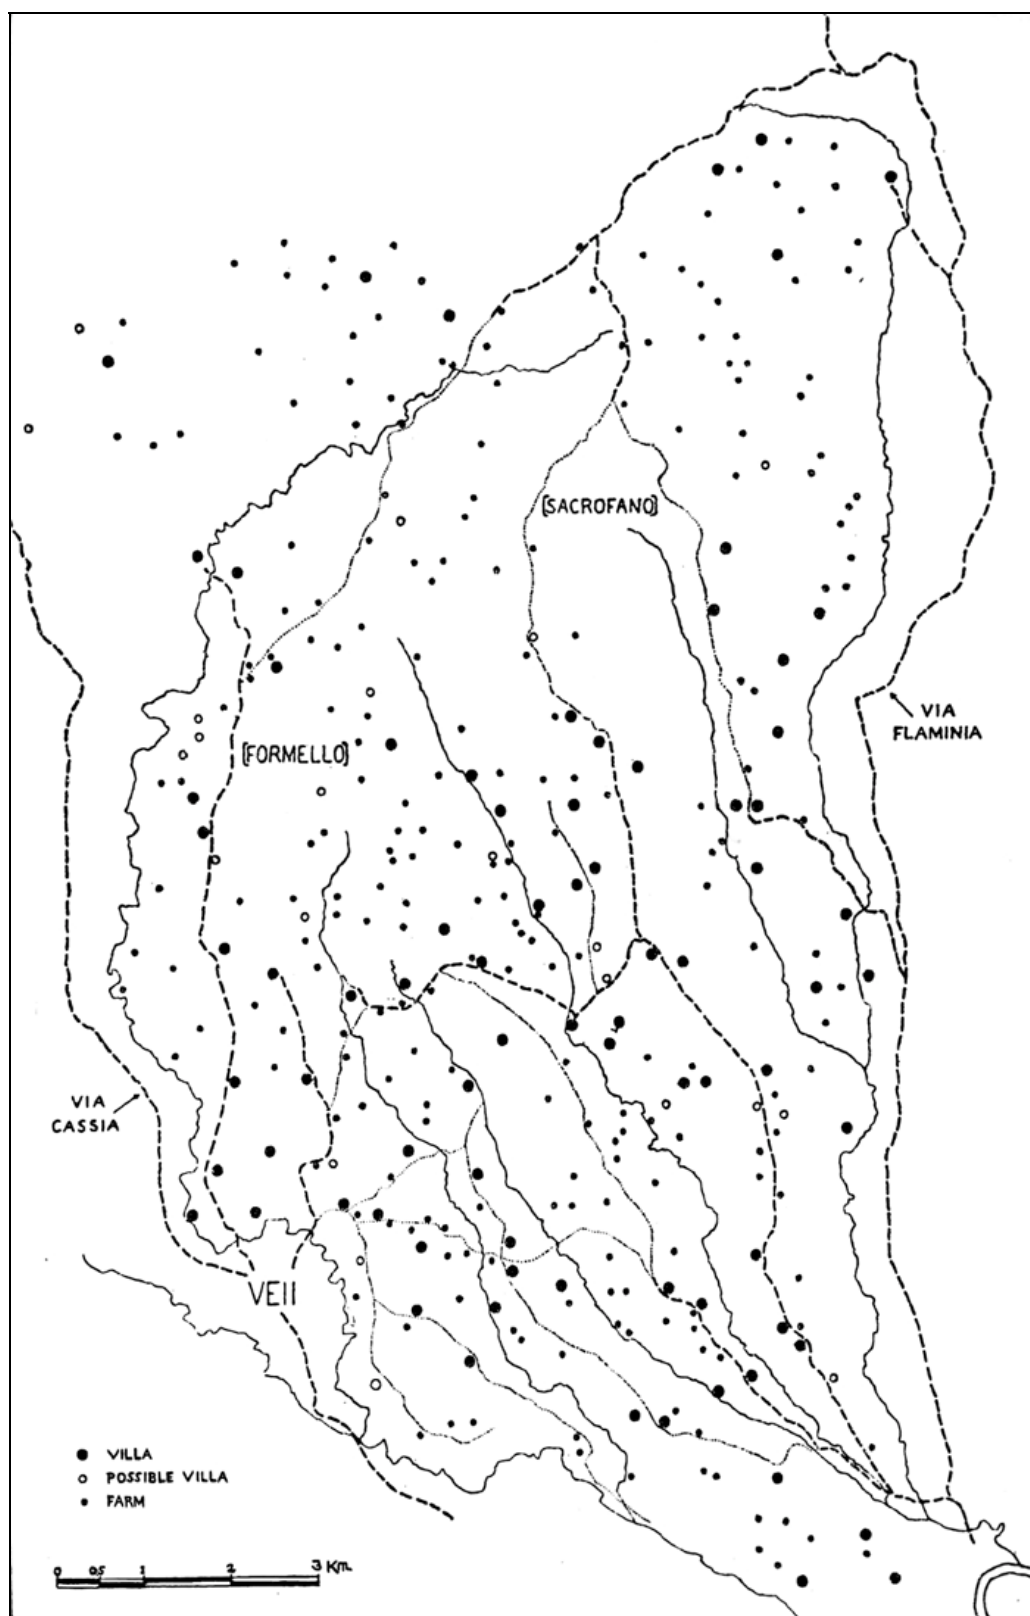 [SACROFANO]
VIA
FLAMINIA
[FORMELLO]
VIA
CASSIA
VEII
VILLA
POSSIBLE VILLA
FARM
0 0.5 1 2 3 Km.